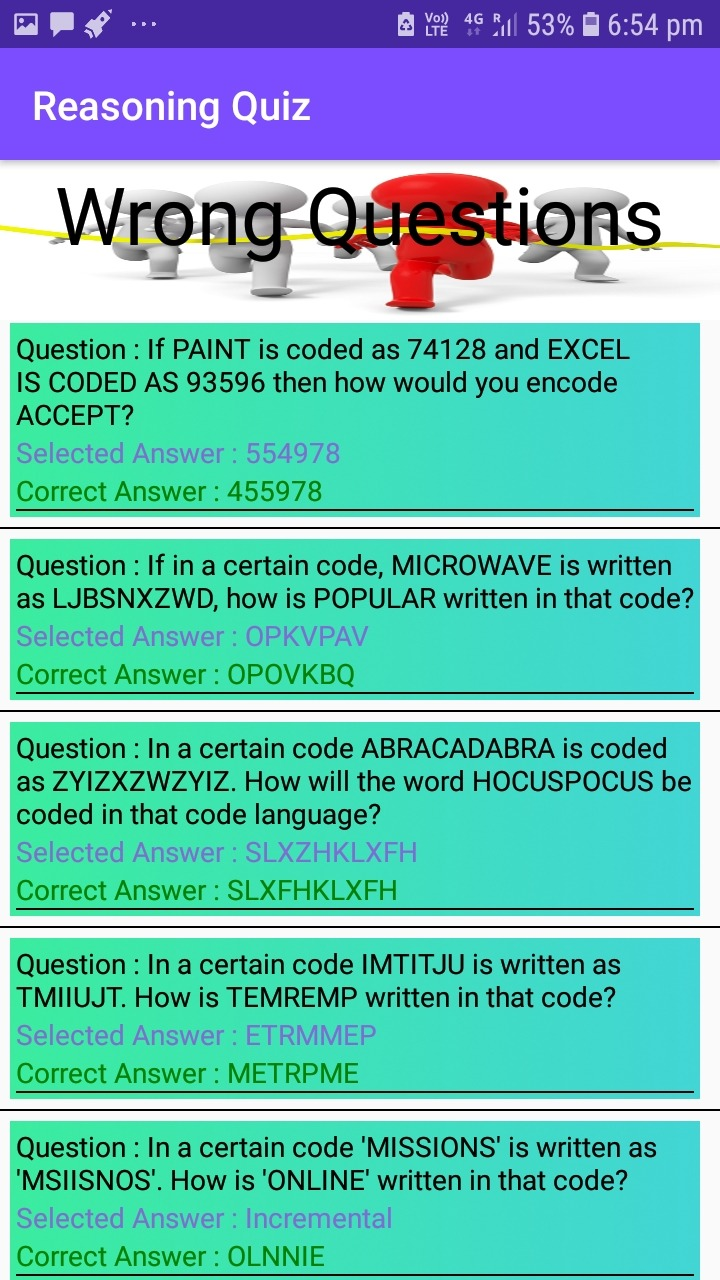 Vo))
LTE
4G
R
53%
6:54 pm
Reasoning Quiz
Wrong Questions
Question : If PAINT is coded as 74128 and EXCEL
IS CODED AS 93596 then how would you encode
ACCEPT?
Selected Answer : 554978
Correct Answer : 455978
Question : If in a certain code, MICROWAVE is written
as LJBSNXZWD, how is POPULAR written in that code?
Selected Answer : OPKVPAV
Correct Answer : OPOVKBQ
Question : In a certain code ABRACADABRA is coded
as ZYIZXZWZYIZ. How will the word HOCUSPOCUS be
coded in that code language?
Selected Answer : SLXZHKLXFH
Correct Answer : SLXFHKLXFH
Question : In a certain code IMTITJU is written as
TMIIUJT. How is TEMREMP written in that code?
Selected Answer : ETRMMEP
Correct Answer : METRPME
Question : In a certain code 'MISSIONS' is written as
'MSIISNOS'. How is 'ONLINE' written in that code?
Selected Answer : Incremental
Correct Answer : OLNNIE